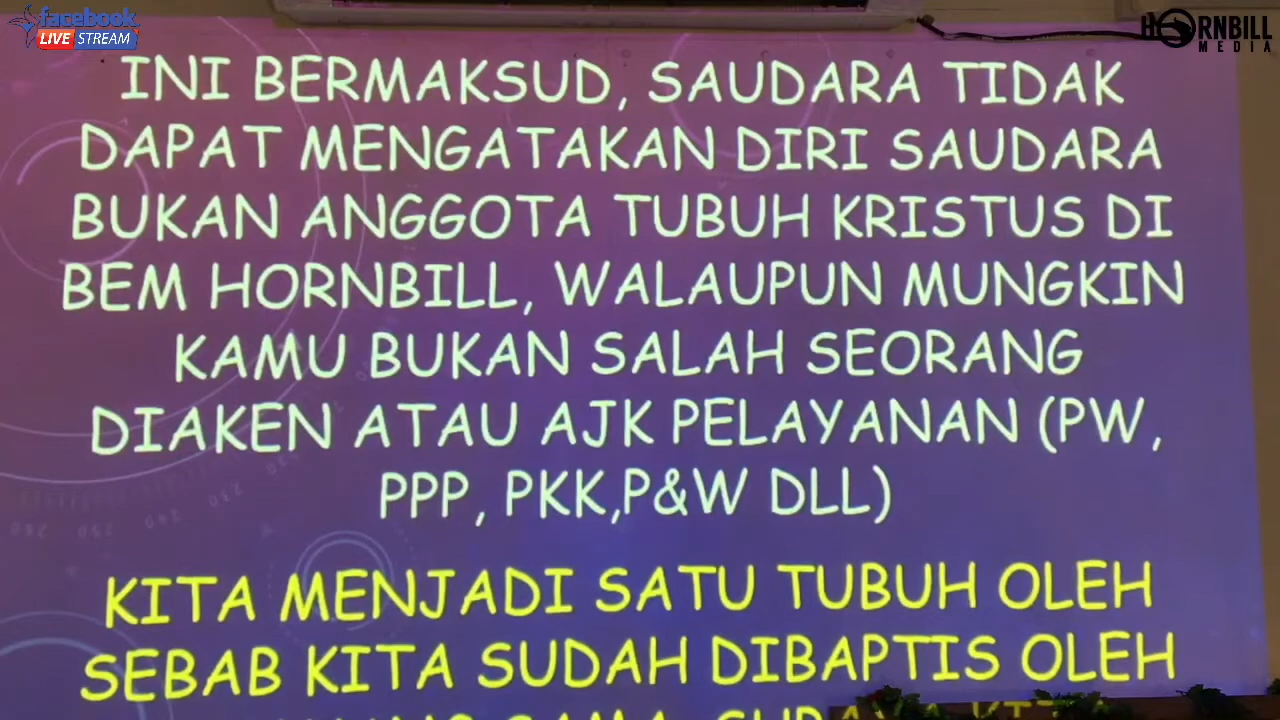 facebook
LIVE STREAM
HORNBILL
MEDIA
INI BERMAKSUD, SAUDARA TIDAK
DAPAT MENGATAKAN DIRI SAUDARA
BUKAN ANGGOTA TUBUH KRISTUS DI
BEM HORNBILL, WALAUPUN MUNGKIN
KAMU BUKAN SALAH SEORANG
DIAKEN ATAU AJK PELAYANAN (PW,
PPP, PKK,P&W DLL)
KITA MENJADI SATU TUBUH OLEH
SEBAB KITA SUDAH DIBAPTIS OLEH